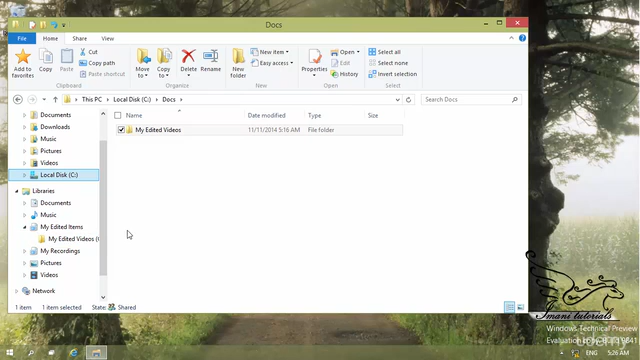 Docs
File
Home
Share
View
Add to favorites
Copy
Paste
Cut
Copy path
Paste shortcut
Clipboard
Move to
Copy to
Delete
Rename
Organize
New folder
New item
Easy access
New
Properties
Open
Edit
History
Open
Select all
Select none
Invert selection
Select
This PC
Local Disk (C:)
Docs
Search Docs
Documents
Downloads
Music
Pictures
Videos
Local Disk (C:)
Libraries
Documents
Music
My Edited Items
My Edited Videos (
My Recordings
Pictures
Videos
Network
Name
Date modified
Type
Size
My Edited Videos
11/11/2014 5:16 AM
File folder
1 item
1 item selected
State:
Shared
Imani tutorials
Windows Technical Preview
Evaluation copy. Build 9841
ENG
5:26 AM